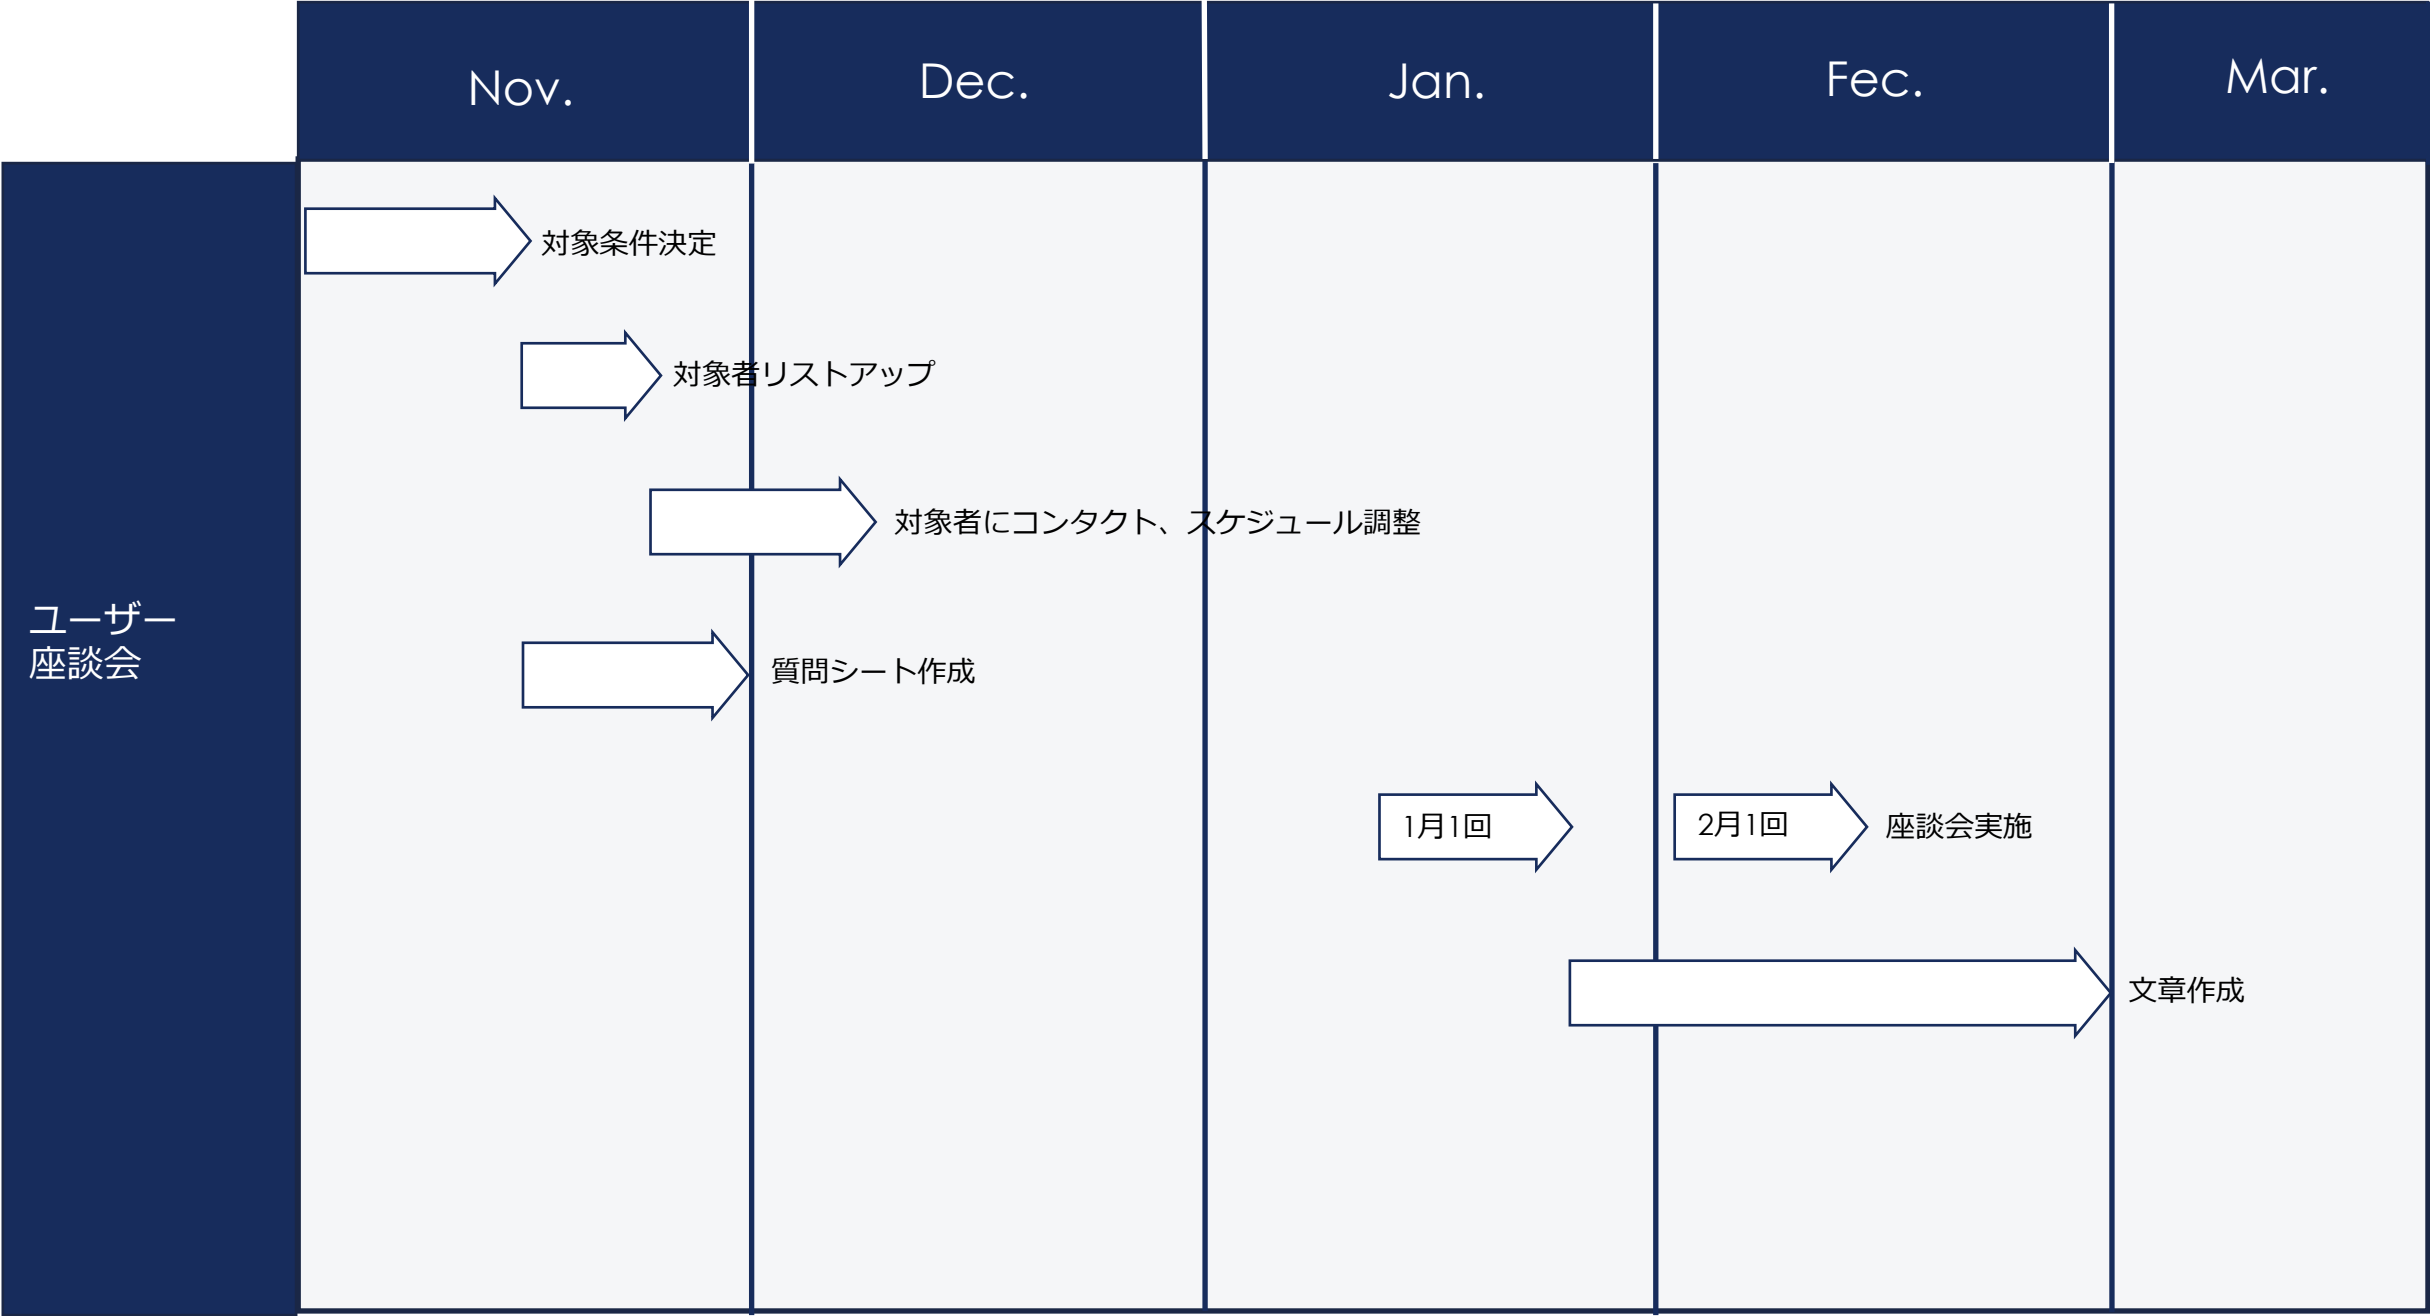 Nov.
Dec.
Jan.
Fec.
Mar.
対象条件決定
対象者リストアップ
対象者にコンタクト、スケジュール調整
ユーザー
座談会
質問シート作成
1月1回
2月1回
座談会実施
文章作成